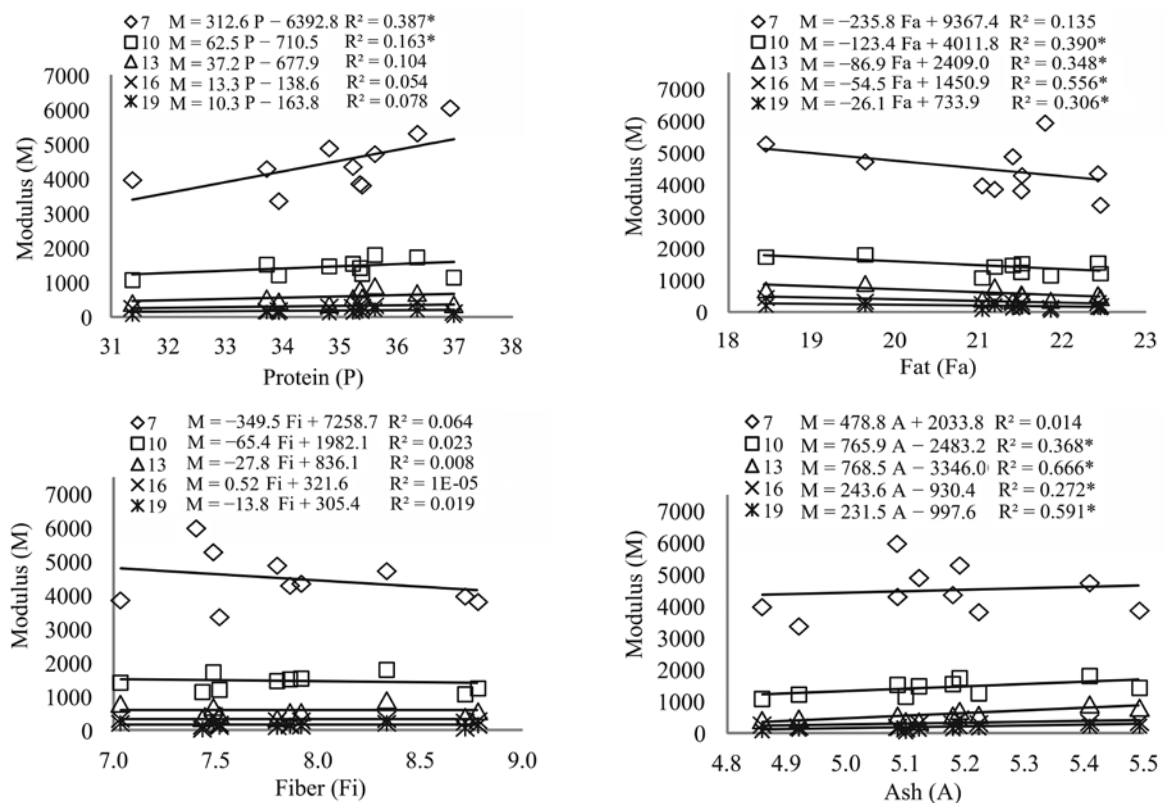 7 M = 312.6 P − 6392.8 R² = 0.387*
10 M = 62.5 P − 710.5 R² = 0.163*
13 M = 37.2 P − 677.9 R² = 0.104
16 M = 13.3 P − 138.6 R² = 0.054
19 M = 10.3 P − 163.8 R² = 0.078
7000
6000
5000
4000
3000
2000
1000
0
Modulus (M)
31 32 33 34 35 36 37 38
Protein (P)
7 M = −235.8 Fa + 9367.4 R² = 0.135
10 M = −123.4 Fa + 4011.8 R² = 0.390*
13 M = −86.9 Fa + 2409.0 R² = 0.348*
16 M = −54.5 Fa + 1450.9 R² = 0.556*
19 M = −26.1 Fa + 733.9 R² = 0.306*
7000
6000
5000
4000
3000
2000
1000
0
Modulus (M)
18 19 20 21 22 23
Fat (Fa)
7 M = −349.5 Fi + 7258.7 R² = 0.064
10 M = −65.4 Fi + 1982.1 R² = 0.023
13 M = −27.8 Fi + 836.1 R² = 0.008
16 M = 0.52 Fi + 321.6 R² = 1E-05
19 M = −13.8 Fi + 305.4 R² = 0.019
7000
6000
5000
4000
3000
2000
1000
0
Modulus (M)
7.0 7.5 8.0 8.5 9.0
Fiber (Fi)
7 M = 478.8 A + 2033.8 R² = 0.014
10 M = 765.9 A − 2483.2 R² = 0.368*
13 M = 768.5 A − 3346.0 R² = 0.666*
16 M = 243.6 A − 930.4 R² = 0.272*
19 M = 231.5 A − 997.6 R² = 0.591*
7000
6000
5000
4000
3000
2000
1000
0
Modulus (M)
4.8 4.9 5.0 5.1 5.2 5.3 5.4 5.5
Ash (A)